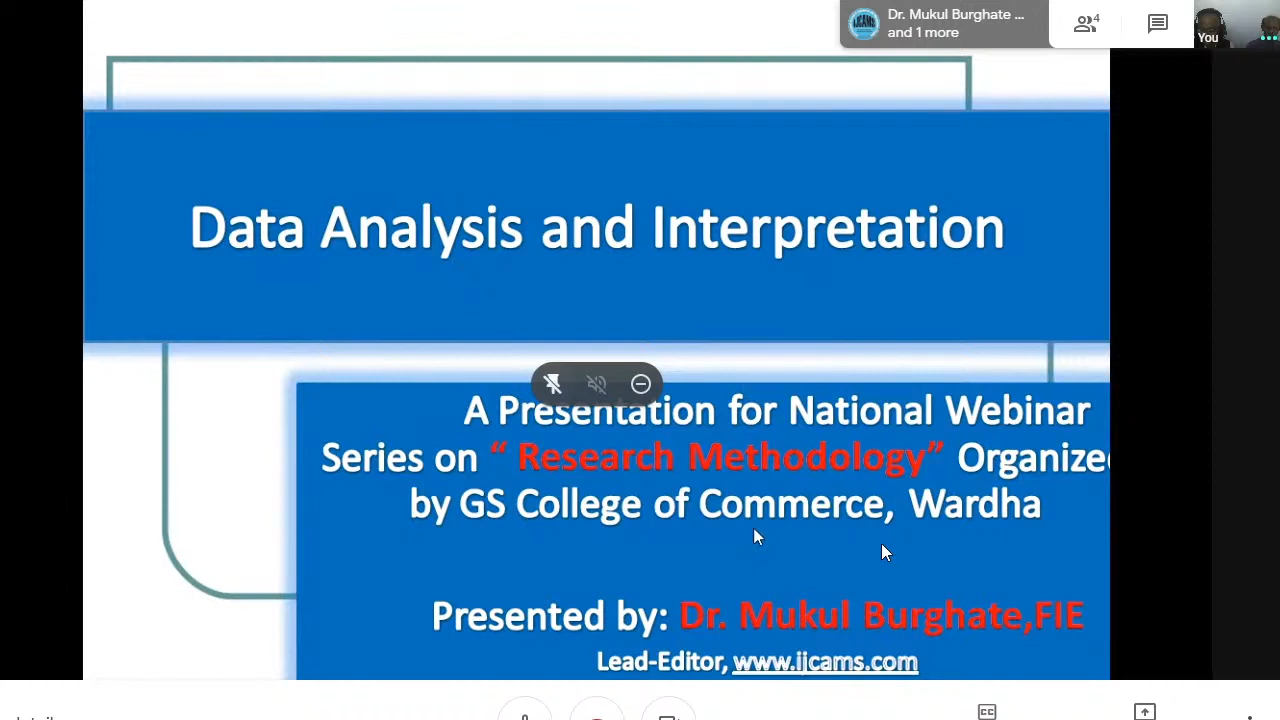 Dr. Mukul Burghate ...
and 1 more
4
You
IJCAMS
Data Analysis and Interpretation
A Presentation for National Webinar
Series on “ Research Methodology” Organize
by GS College of Commerce, Wardha
Presented by: Dr. Mukul Burghate,FIE
Lead-Editor, www.ijcams.com
CC